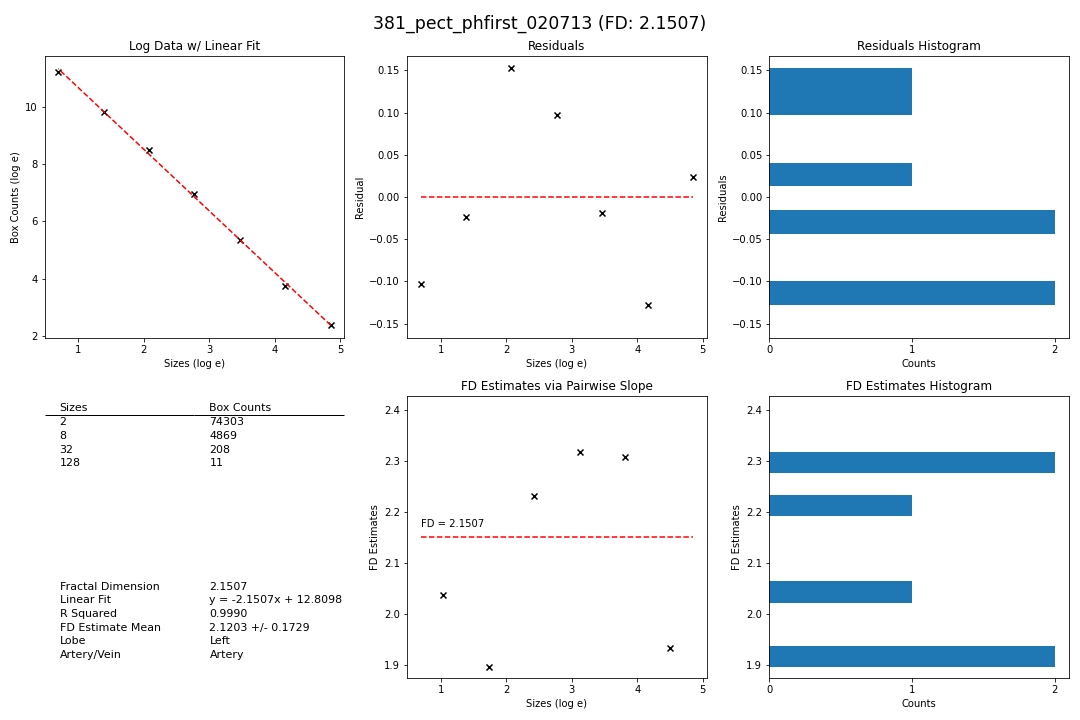 381_pect_phfirst_020713 (FD: 2.1507)
Log Data w/ Linear Fit
Box Counts (log e)
10
8
6
4
2
1 2 3 4 5
Sizes (log e)
Residuals
Residual
0.15
0.10
0.05
0.00
−0.05
−0.10
−0.15
1 2 3 4 5
Sizes (log e)
Residuals Histogram
Residuals
0.15
0.10
0.05
0.00
−0.05
−0.10
−0.15
0 1 2
Counts
Sizes Box Counts
2 74303
8 4869
32 208
128 11
Fractal Dimension 2.1507
Linear Fit y = -2.1507x + 12.8098
R Squared 0.9990
FD Estimate Mean 2.1203 +/- 0.1729
Lobe Left
Artery/Vein Artery
FD Estimates via Pairwise Slope
FD Estimates
2.4
2.3
2.2
2.1
2.0
1.9
FD = 2.1507
1 2 3 4 5
Sizes (log e)
FD Estimates Histogram
FD Estimates
2.4
2.3
2.2
2.1
2.0
1.9
0 1 2
Counts